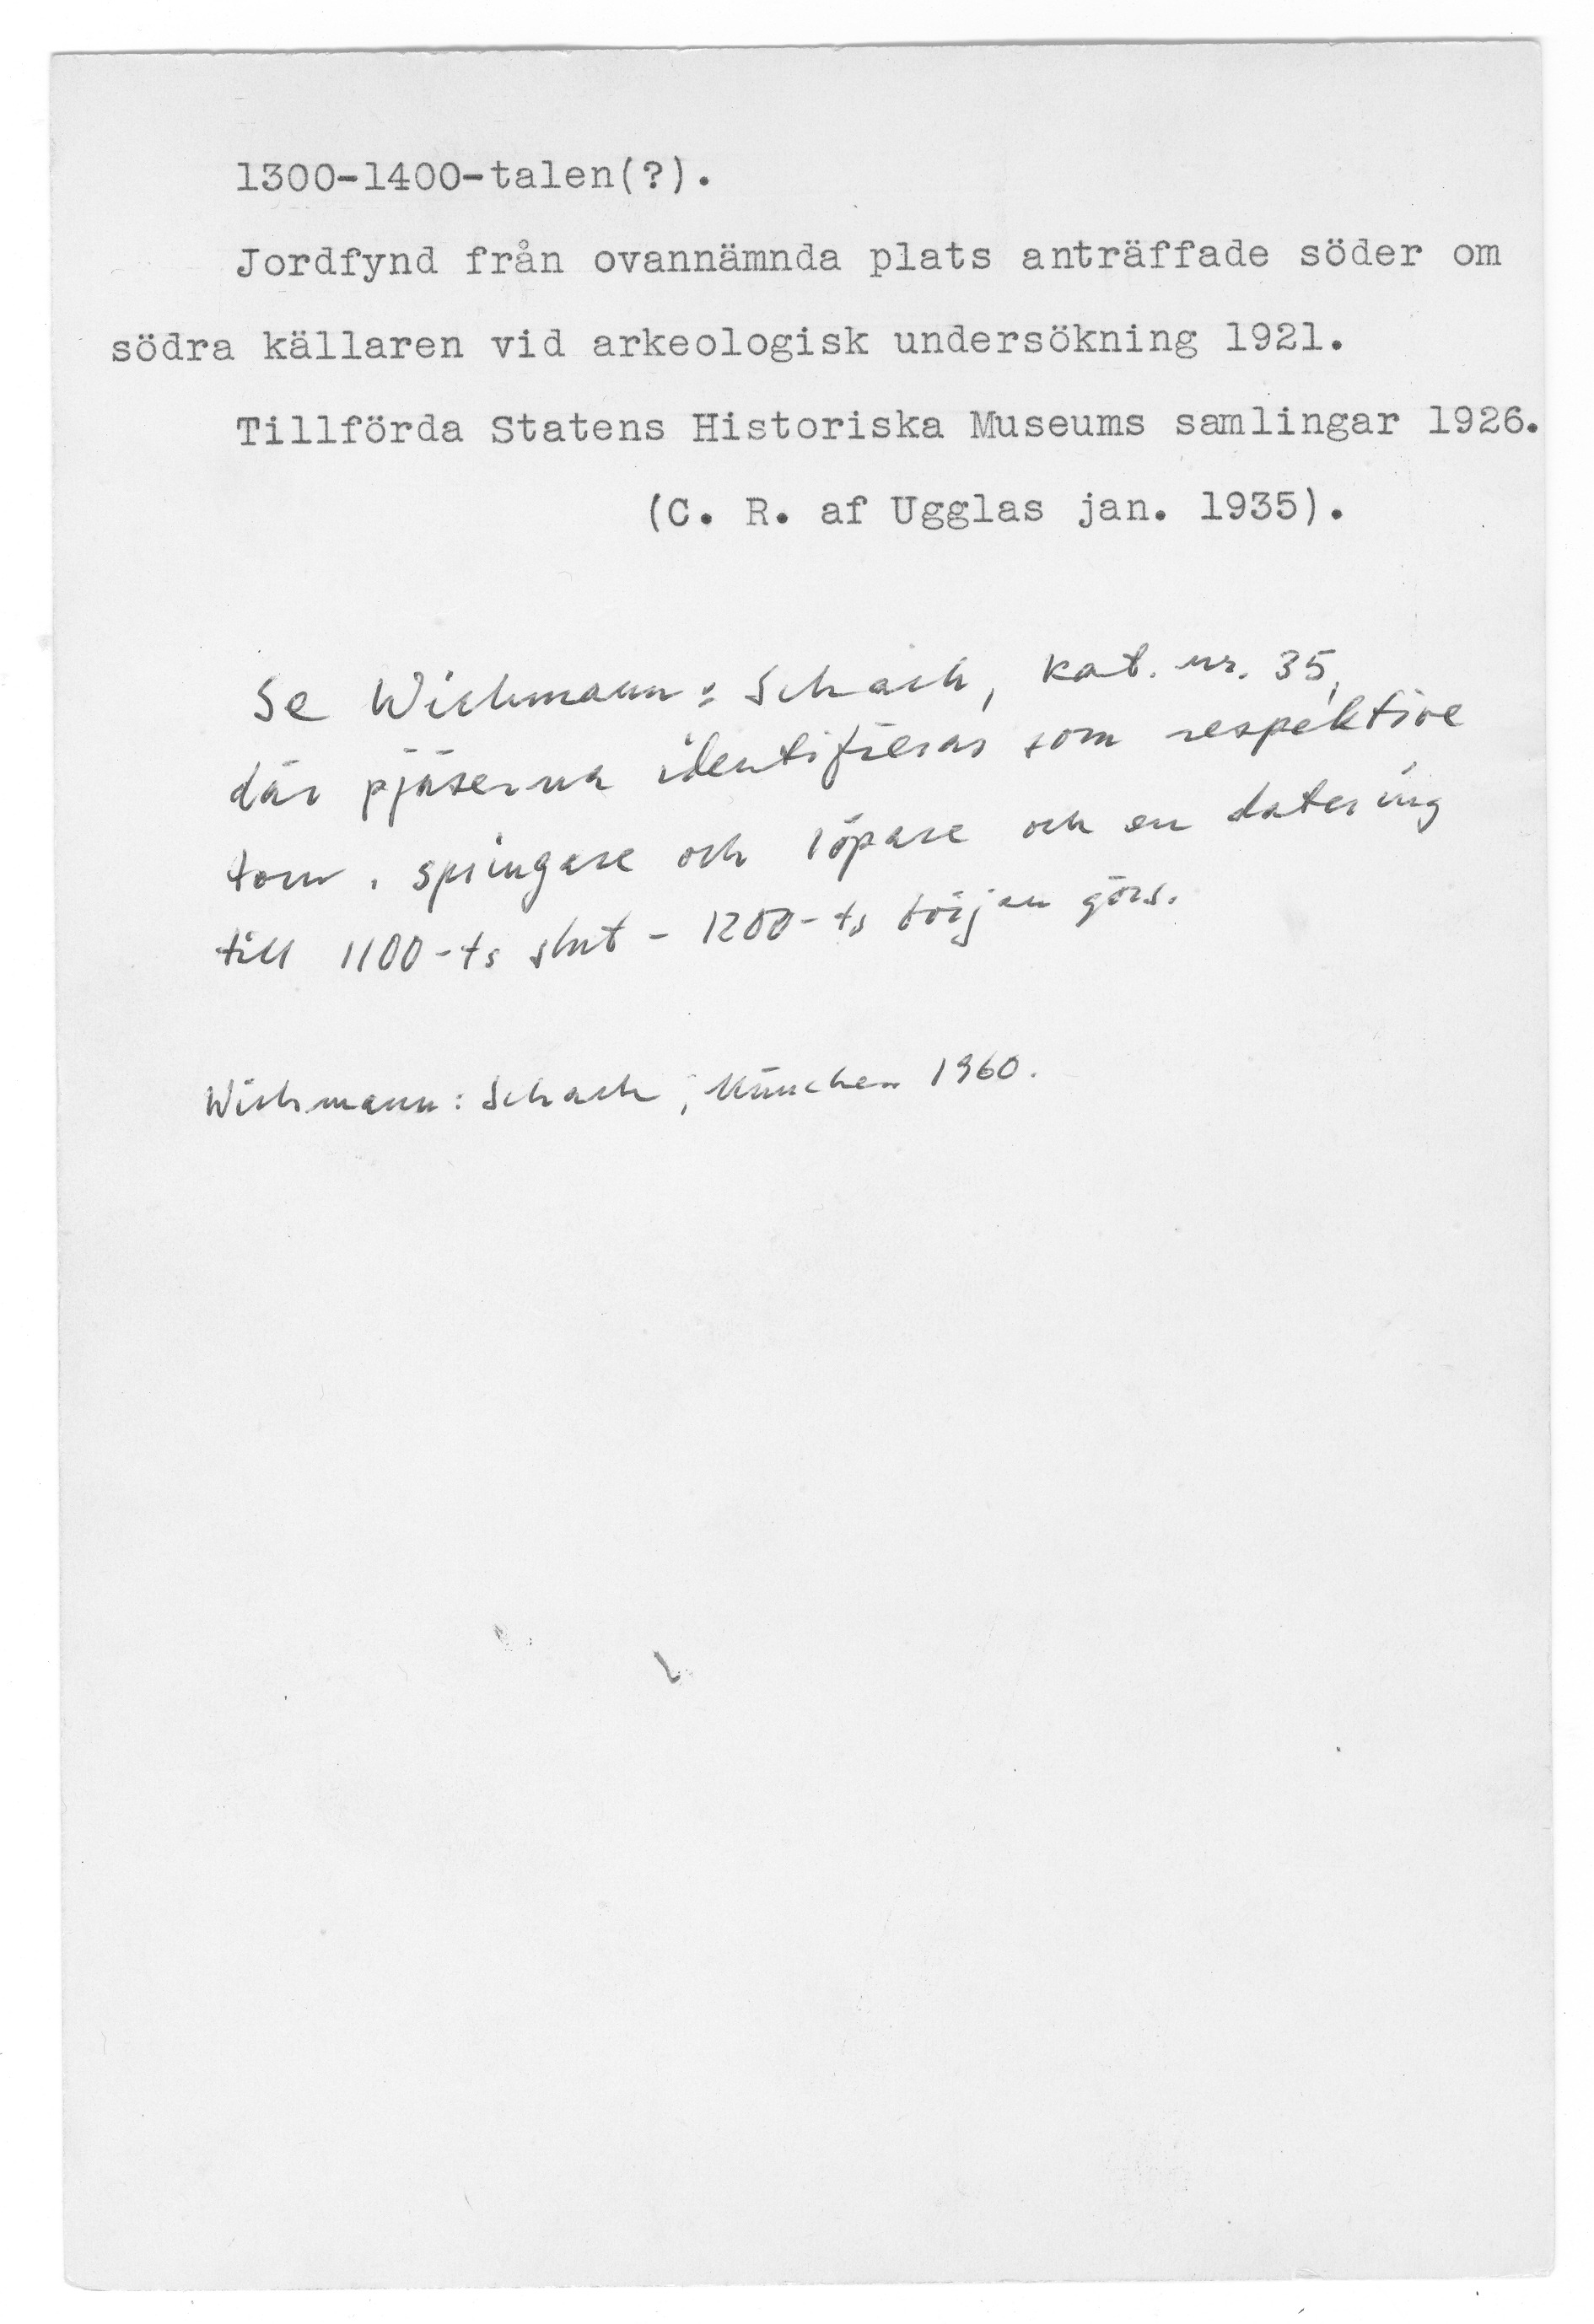 1300-1400-talen(?).
Jordfynd från ovannämnda plats anträffade söder om
södra källaren vid arkeologisk undersökning 1921.
Tillförda Statens Historiska Museums samlingar 1926.
(C. R. af Ugglas jan. 1935).
Se Wichmann: Schach, kat. nr. 35,
där pjäserna identifieras som respektive
torn, springare och löpare och en datering
till 1100-ts slut - 1200-ts början görs.
Wichmann: Schach, München 1960.